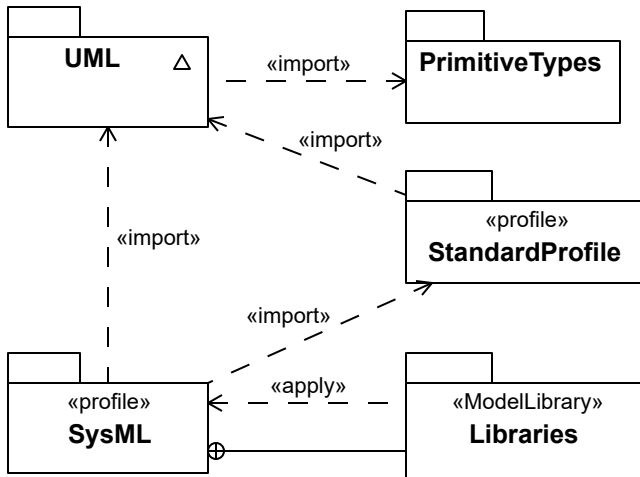 UML
«import»
PrimitiveTypes
«import»
«profile»
StandardProfile
«import»
«import»
«profile»
SysML
«apply»
«ModelLibrary»
Libraries